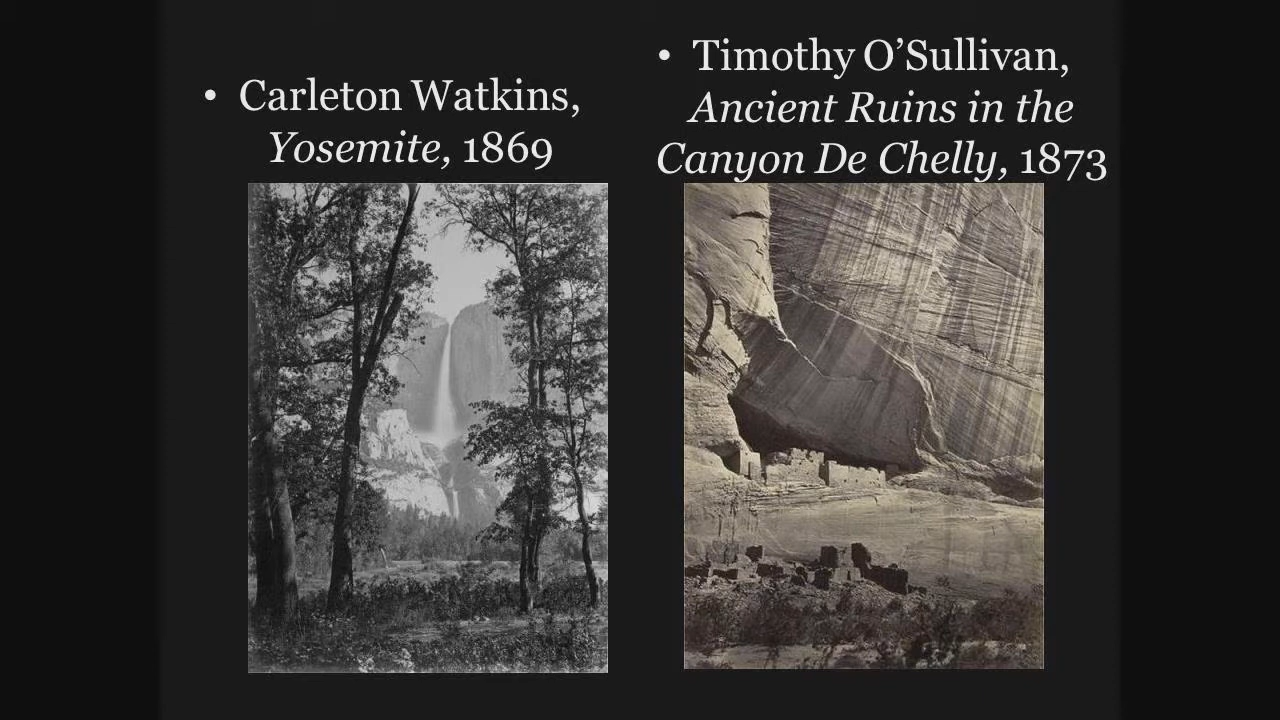 • Carleton Watkins,
Yosemite, 1869
• Timothy O’Sullivan,
Ancient Ruins in the
Canyon De Chelly, 1873